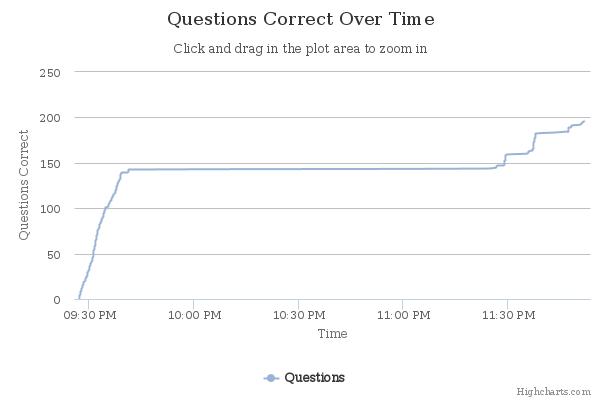 Questions Correct Over Time
Click and drag in the plot area to zoom in
Questions Correct
250
200
150
100
50
0
09:30 PM
10:00 PM
10:30 PM
11:00 PM
11:30 PM
Time
Questions
Highcharts.com